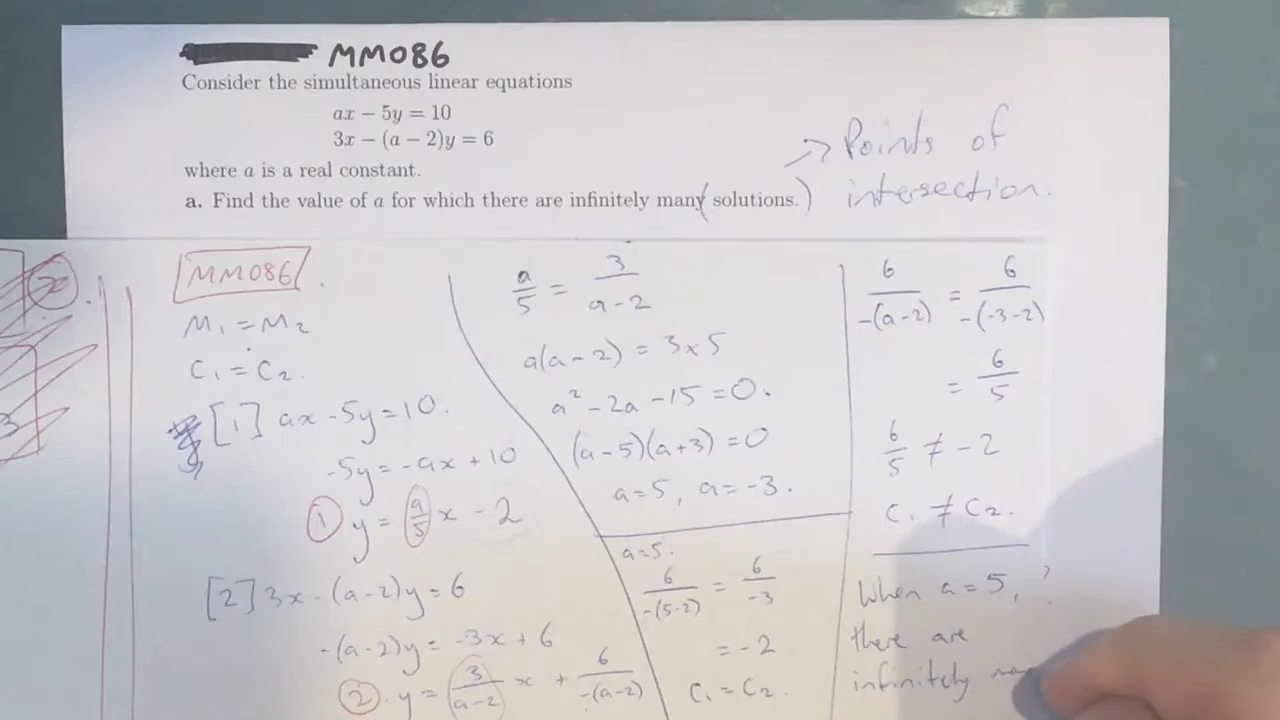 MM086
Consider the simultaneous linear equations
ax − 5y = 10
3x − (a − 2)y = 6
where a is a real constant.
a. Find the value of a for which there are infinitely many (solutions.)
→ Points of
intersection.
MM086
M₁ = M₂
C₁ = C₂.
[1] ax - 5y = 10.
-5y = -ax + 10
① y = a/5 x - 2
[2] 3x - (a-2)y = 6
-(a-2)y = -3x + 6
② y = 3/(a-2) x + 6/-(a-2)
a/5 = 3/(a-2)
a(a-2) = 3×5
a² - 2a - 15 = 0.
(a-5)(a+3) = 0
a=5, a=-3.
a=5:
6/-(5-2) = 6/-3
= -2
C₁ = C₂.
6/-(a-2) = 6/-(-3-2)
= 6/5
6/5 ≠ -2
C₁ ≠ C₂.
When a = 5,
there are
infinitely